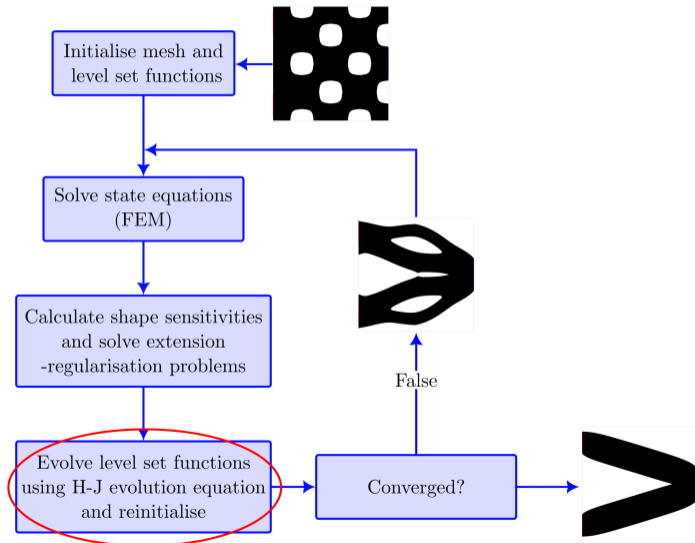 Initialise mesh and
level set functions
Solve state equations
(FEM)
Calculate shape sensitivities
and solve extension
-regularisation problems
False
Evolve level set functions
using H-J evolution equation
and reinitialise
Converged?